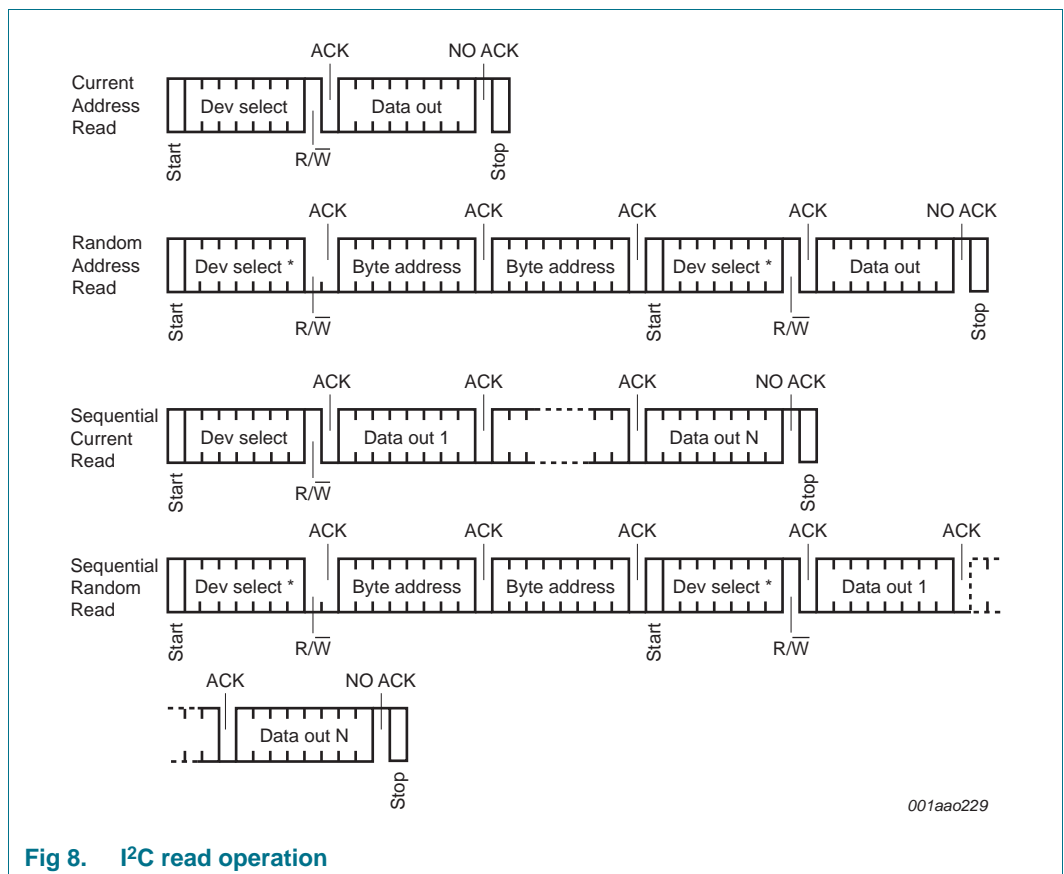 ACK NO ACK
Current
Address
Read
Dev select Data out
Start R/W̅ Stop
ACK ACK ACK ACK NO ACK
Random
Address
Read
Dev select * Byte address Byte address Dev select * Data out
Start R/W̅ Start R/W̅ Stop
ACK ACK ACK NO ACK
Sequential
Current
Read
Dev select Data out 1 Data out N
Start R/W̅ Stop
ACK ACK ACK ACK ACK
Sequential
Random
Read
Dev select * Byte address Byte address Dev select * Data out 1
Start R/W̅ Start R/W̅
ACK NO ACK
Data out N
Stop
001aao229
Fig 8. I²C read operation